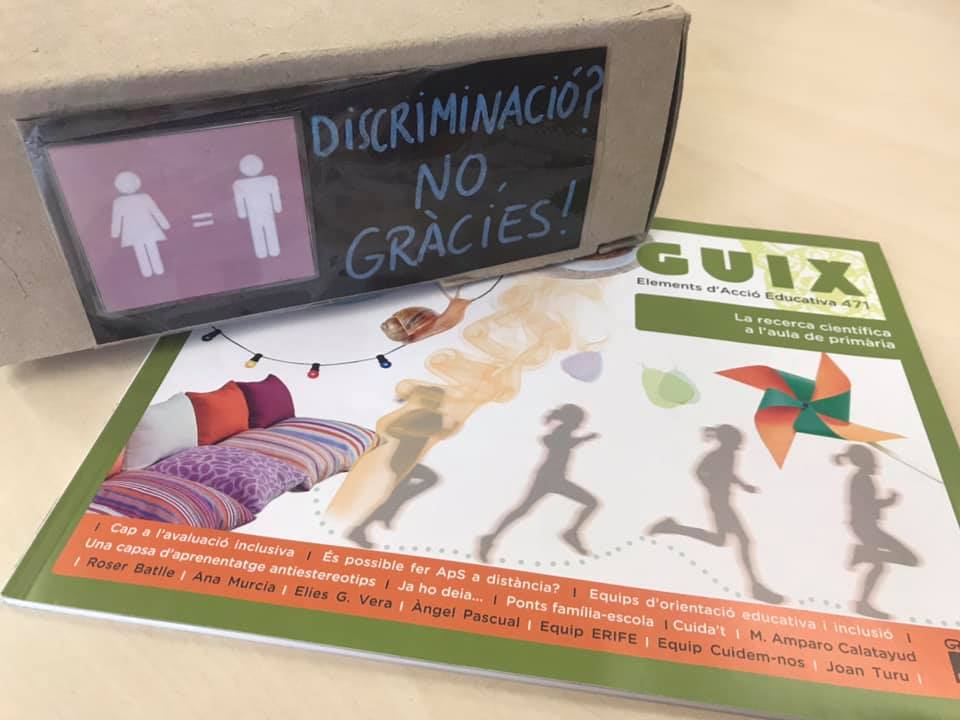 DISCRIMINACIÓ?
NO,
GRÀCIES!
=
GUIX
Elements d'Acció Educativa 471
La recerca científica
a l'aula de primària
| Cap a l'avaluació inclusiva | És possible fer ApS a distància? | Equips d'orientació educativa i inclusió |
Una capsa d'aprenentatge antiestereotips | Ja ho deia... | Ponts família-escola | Cuida't | M. Amparo Calatayud
| Roser Batlle | Ana Murcia | Elies G. Vera | Àngel Pascual | Equip ERIFE | Equip Cuidem-nos | Joan Turu |